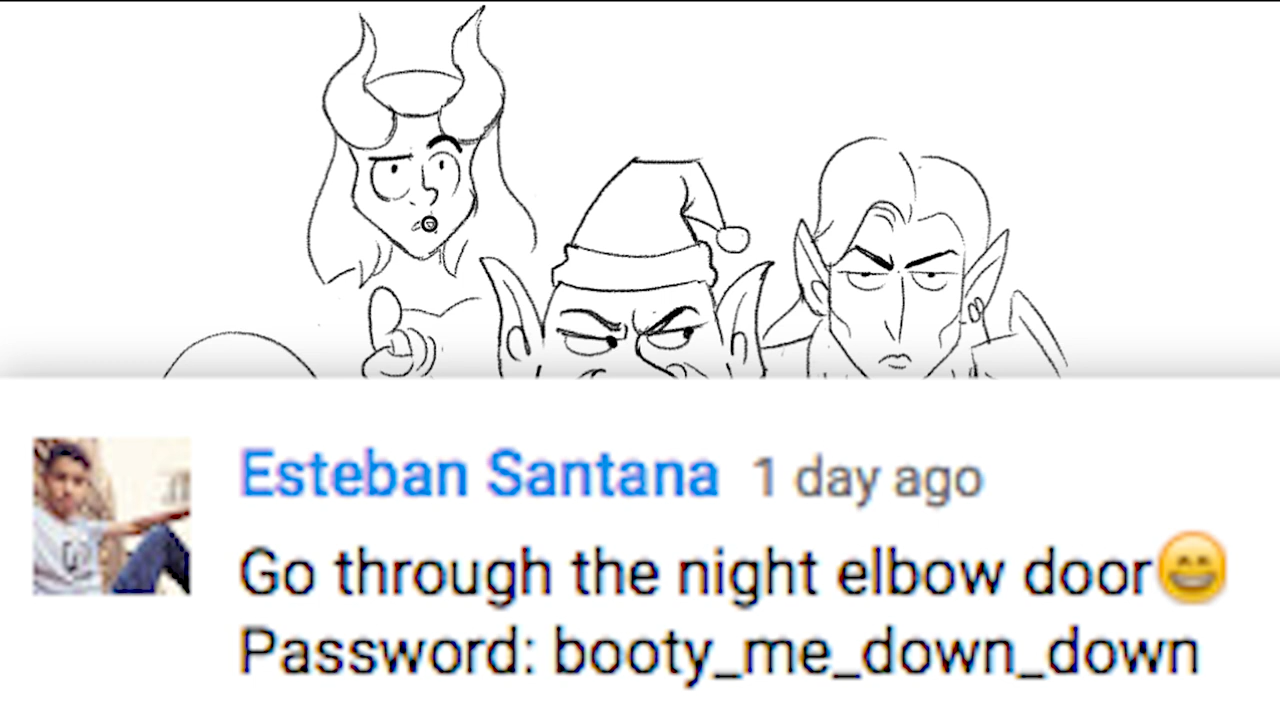 Esteban Santana 1 day ago
Go through the night elbow door😄
Password: booty_me_down_down